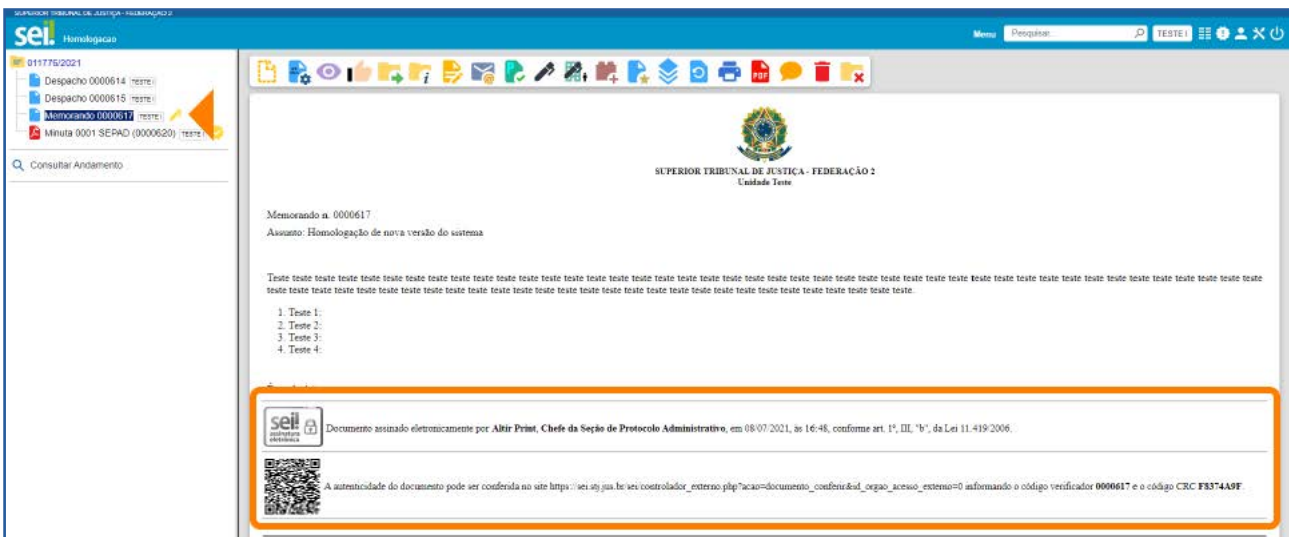 SUPERIOR TRIBUNAL DE JUSTIÇA - FEDERAÇÃO 2
sei! Homologacao
Menu Pesquisar... TESTE I
011776/2021
Despacho 0000614 TESTE I
Despacho 0000615 TESTE I
Memorando 0000617 TESTE I
Minuta 0001 SEPAD (0000620) TESTE I
Consultar Andamento
PDF
SUPERIOR TRIBUNAL DE JUSTIÇA - FEDERAÇÃO 2
Unidade Teste
Memorando n. 0000617
Assunto: Homologação de nova versão do sistema
Teste teste teste teste teste teste teste teste teste teste teste teste teste teste teste teste teste teste teste teste teste teste teste teste teste teste teste teste teste teste teste teste teste teste teste teste teste teste teste teste teste teste teste teste
teste teste teste teste teste teste teste teste teste teste teste teste teste teste teste teste teste teste teste teste teste teste teste teste teste teste teste teste teste.
1. Teste 1:
2. Teste 2:
3. Teste 3:
4. Teste 4:
sei! assinatura eletrônica
Documento assinado eletronicamente por Altir Print, Chefe da Seção de Protocolo Administrativo, em 08/07/2021, às 16:48, conforme art. 1º, III, "b", da Lei 11.419/2006.
A autenticidade do documento pode ser conferida no site https://sei.stj.jus.br/sei/controlador_externo.php?acao=documento_conferir&id_orgao_acesso_externo=0 informando o código verificador 0000617 e o código CRC F8374A9F.